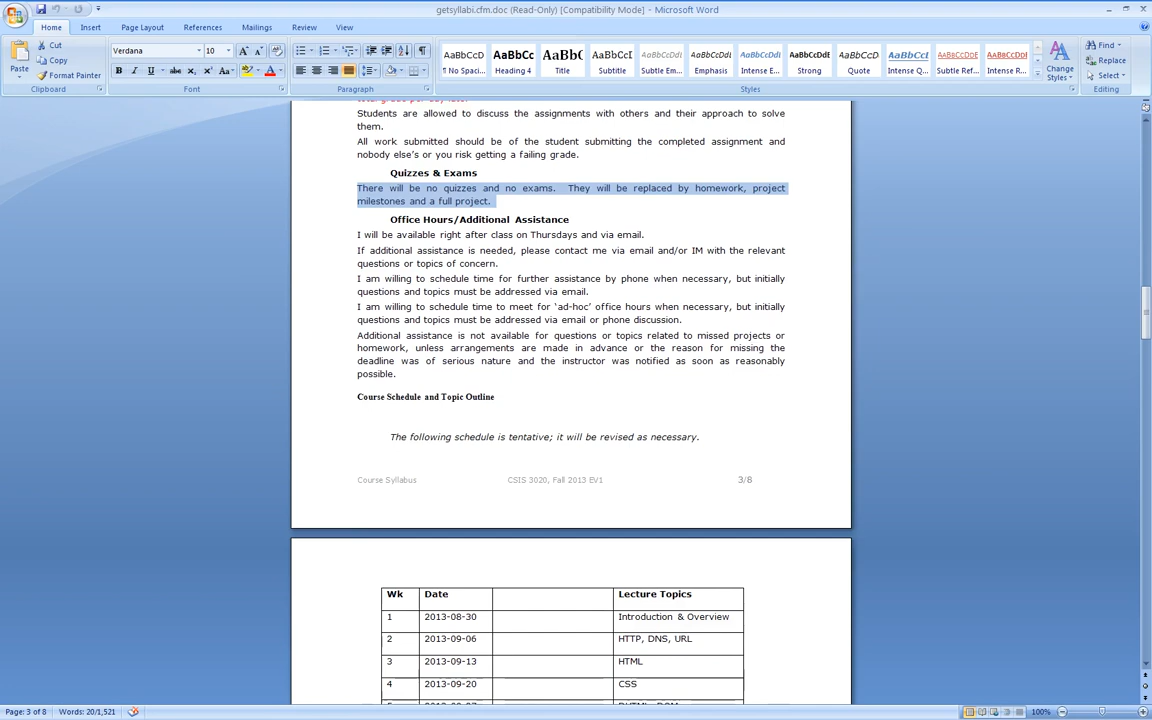 getsyllabi.cfm.doc (Read-Only) [Compatibility Mode] - Microsoft Word
Home Insert Page Layout References Mailings Review View
Paste Cut Copy Format Painter
Verdana 10
AaBbCcD AaBbCc AaBbC AaBbCcI AaBbCcDd AaBbCcDd AaBbCcDd AaBbCcDd AaBbCcDd AaBbCcDd AaBbCcDd AaBbCcDd
¶ No Spaci... Heading 4 Title Subtitle Subtle Em... Emphasis Intense E... Strong Quote Intense Q... Subtle Ref... Intense R...
Change Styles
Find Replace Select
Clipboard Font Paragraph Styles Editing
total grade per day late.
Students are allowed to discuss the assignments with others and their approach to solve
them.
All work submitted should be of the student submitting the completed assignment and
nobody else's or you risk getting a failing grade.
Quizzes & Exams
There will be no quizzes and no exams. They will be replaced by homework, project
milestones and a full project.
Office Hours/Additional Assistance
I will be available right after class on Thursdays and via email.
If additional assistance is needed, please contact me via email and/or IM with the relevant
questions or topics of concern.
I am willing to schedule time for further assistance by phone when necessary, but initially
questions and topics must be addressed via email.
I am willing to schedule time to meet for ‘ad-hoc’ office hours when necessary, but initially
questions and topics must be addressed via email or phone discussion.
Additional assistance is not available for questions or topics related to missed projects or
homework, unless arrangements are made in advance or the reason for missing the
deadline was of serious nature and the instructor was notified as soon as reasonably
possible.
Course Schedule and Topic Outline
The following schedule is tentative; it will be revised as necessary.
Course Syllabus CSIS 3020, Fall 2013 EV1 3/8
Wk Date Lecture Topics
1 2013-08-30 Introduction & Overview
2 2013-09-06 HTTP, DNS, URL
3 2013-09-13 HTML
4 2013-09-20 CSS
Page: 3 of 8 Words: 20/1,521 100%